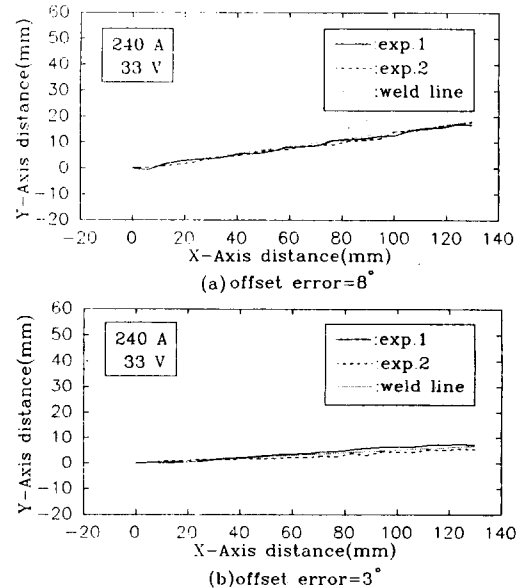 60
50
40
30
20
10
0
−10
−20
Y−Axis distance(mm)
240 A
33 V
:exp.1
:exp.2
:weld line
−20 0 20 40 60 80 100 120 140
X−Axis distance(mm)
(a)offset error=8°
60
50
40
30
20
10
0
−10
−20
Y−Axis distance(mm)
240 A
33 V
:exp.1
:exp.2
:weld line
−20 0 20 40 60 80 100 120 140
X−Axis distance(mm)
(b)offset error=3°